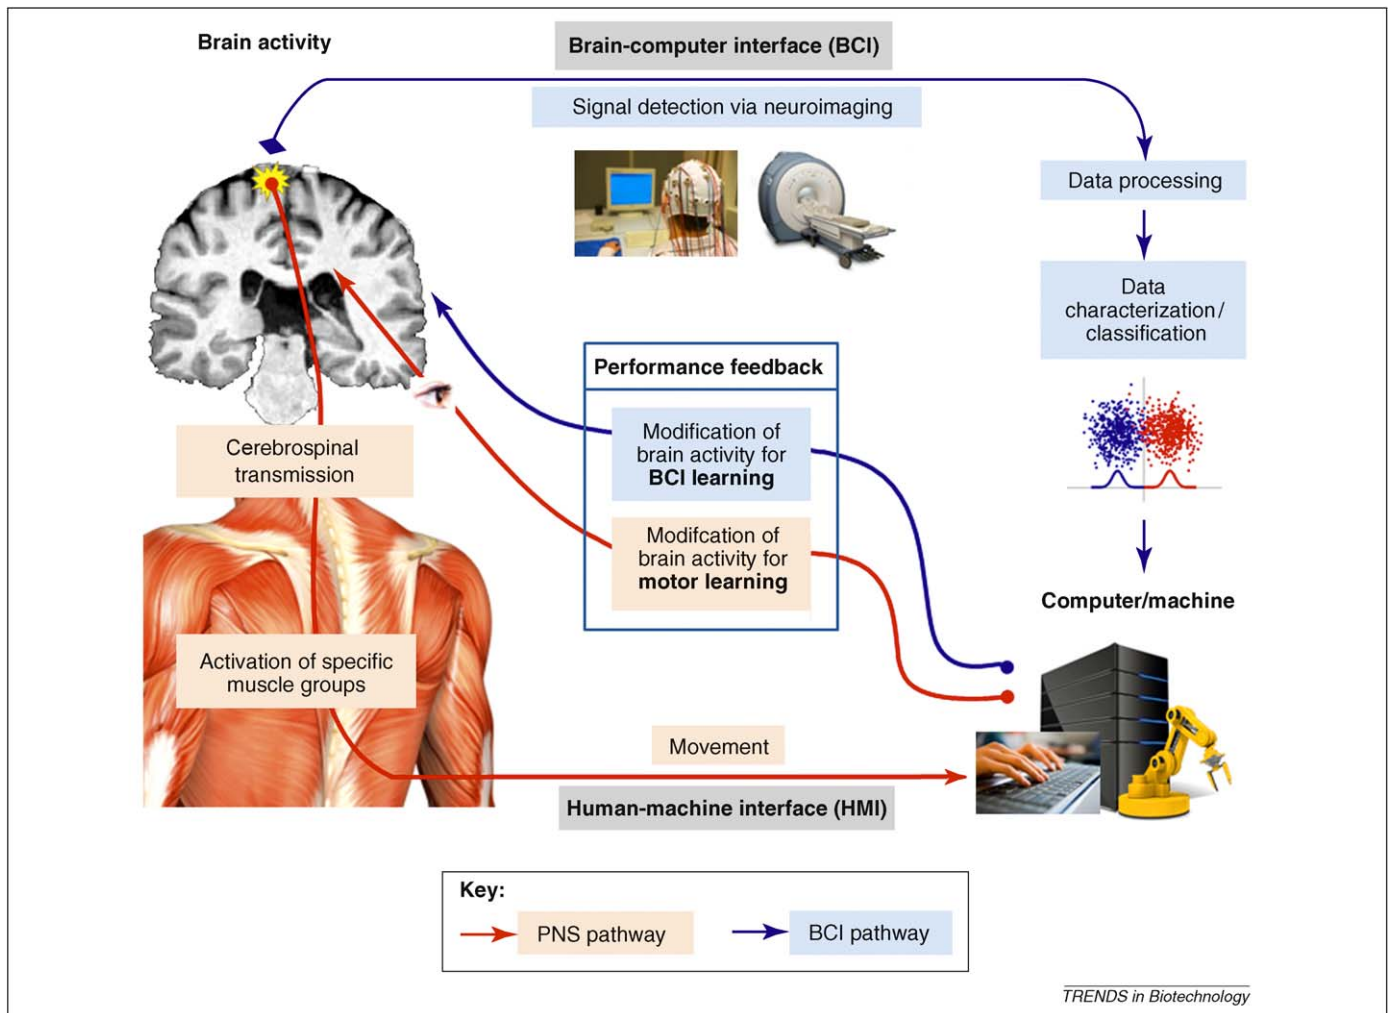 Brain activity
Brain-computer interface (BCI)
Signal detection via neuroimaging
Data processing
Data
characterization/
classification
Performance feedback
Modification of
brain activity for
BCI learning
Modifcation of
brain activity for
motor learning
Cerebrospinal
transmission
Activation of specific
muscle groups
Computer/machine
Movement
Human-machine interface (HMI)
Key:
PNS pathway
BCI pathway
TRENDS in Biotechnology